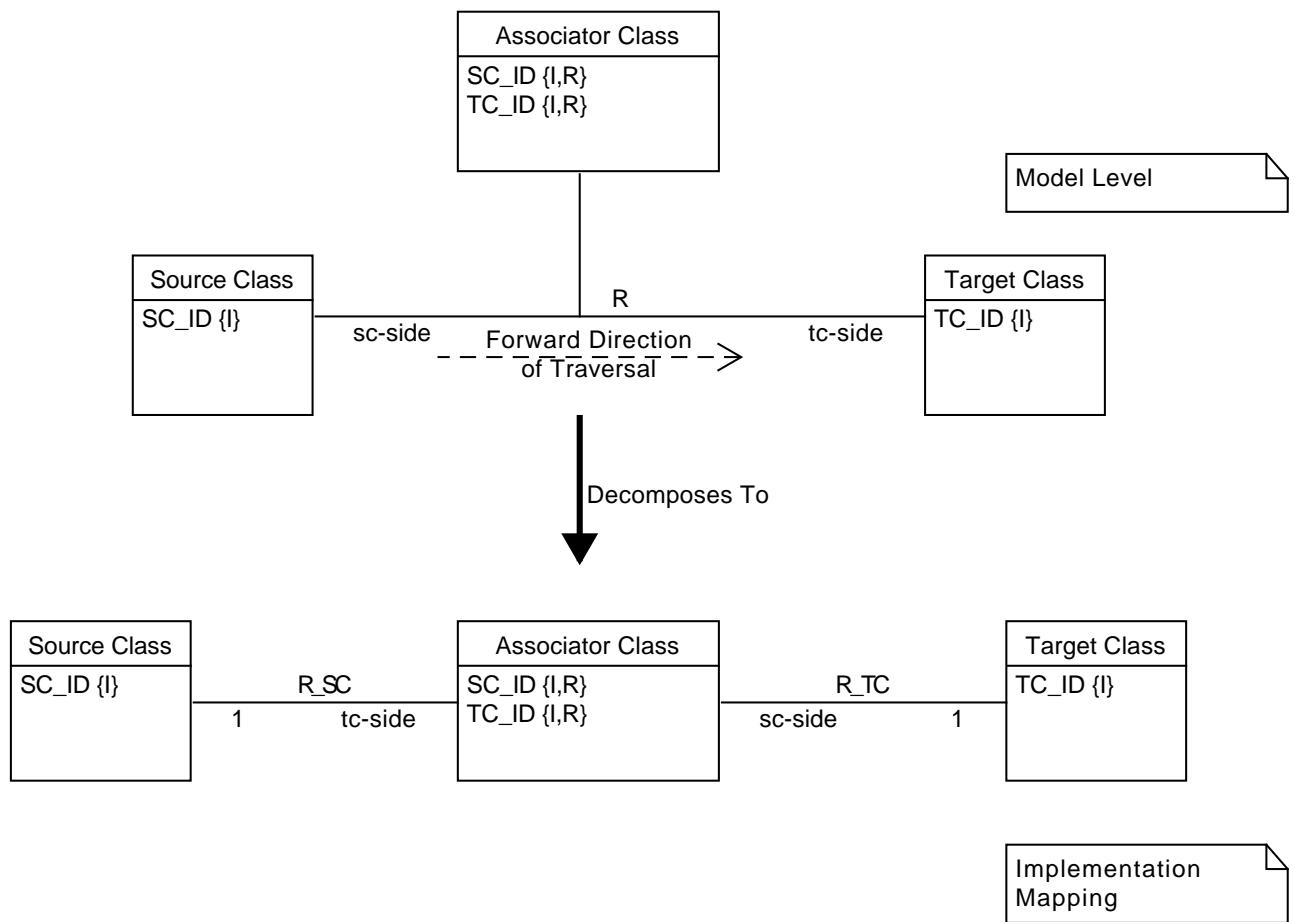 Associator Class
SC_ID {I,R}
TC_ID {I,R}
Model Level
Source Class
SC_ID {I}
Target Class
TC_ID {I}
R
sc-side
tc-side
Forward Direction
of Traversal
Decomposes To
Source Class
SC_ID {I}
R_SC
1
tc-side
Associator Class
SC_ID {I,R}
TC_ID {I,R}
R_TC
sc-side
1
Target Class
TC_ID {I}
Implementation
Mapping